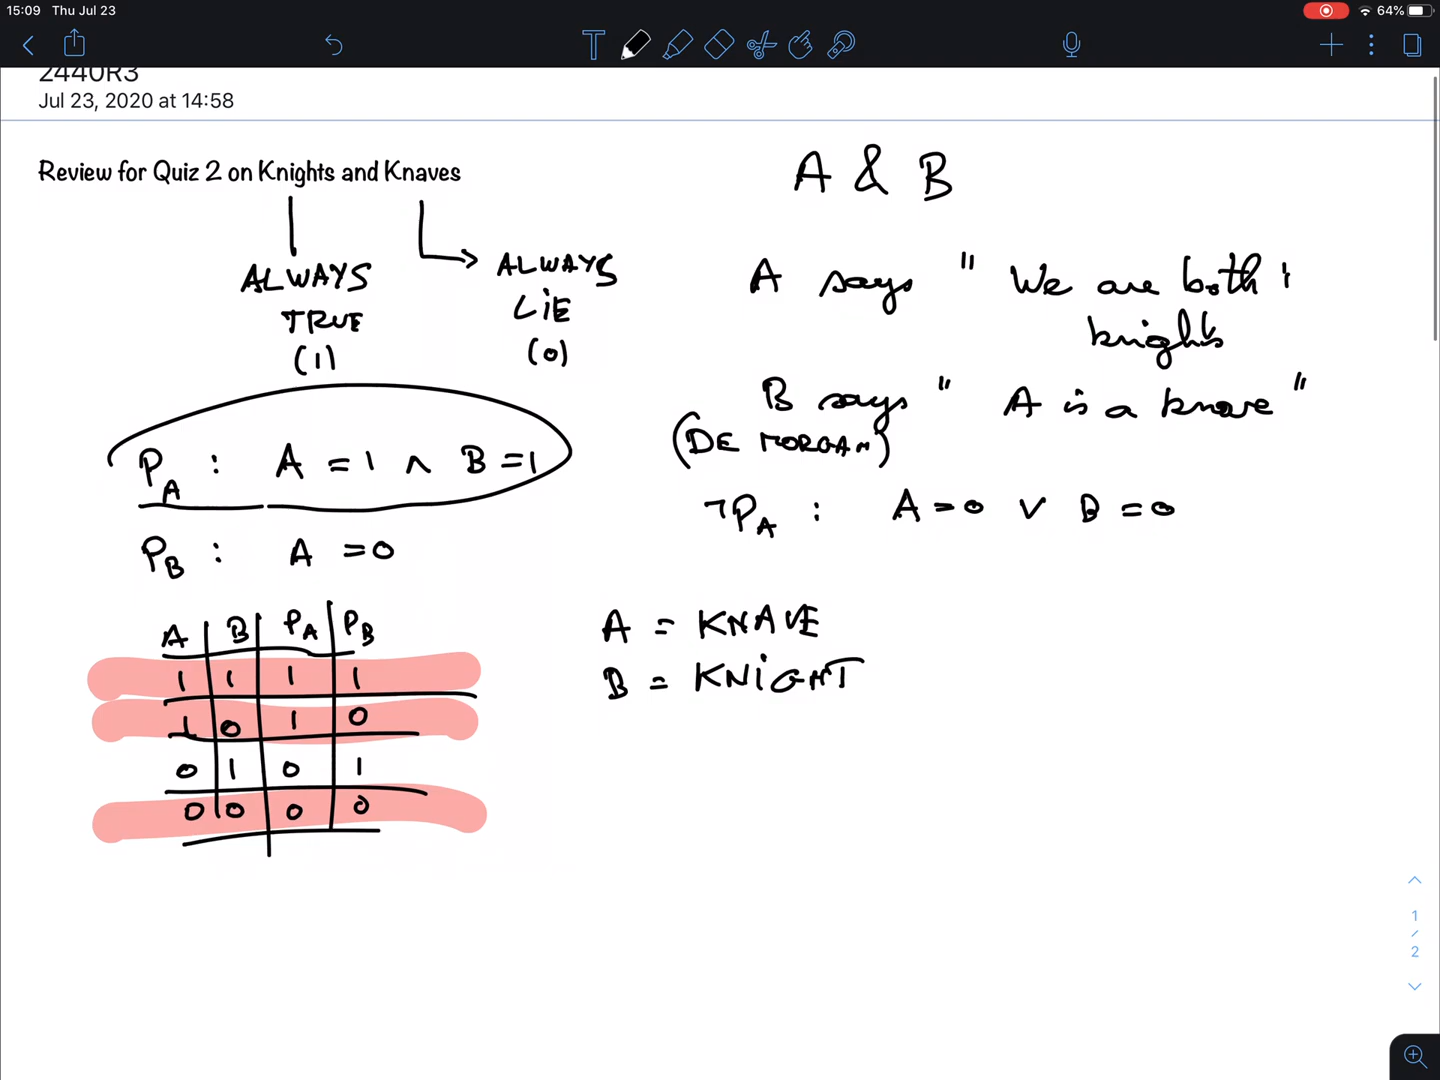 15:09 Thu Jul 23
64%
244UR3
Jul 23, 2020 at 14:58
Review for Quiz 2 on Knights and Knaves
ALWAYS
TRUE
(1)
ALWAYS
LiE
(0)
A & B
A says " We are both
knights
B says " A is a knave "
(DE MORGAN)
PA : A = 1 ∧ B = 1
¬PA : A = 0 ∨ B = 0
PB : A = 0
A B PA PB
1 1 1 1
1 0 1 0
0 1 0 1
0 0 0 0
A = KNAVE
B = KNiGHT
1
/
2